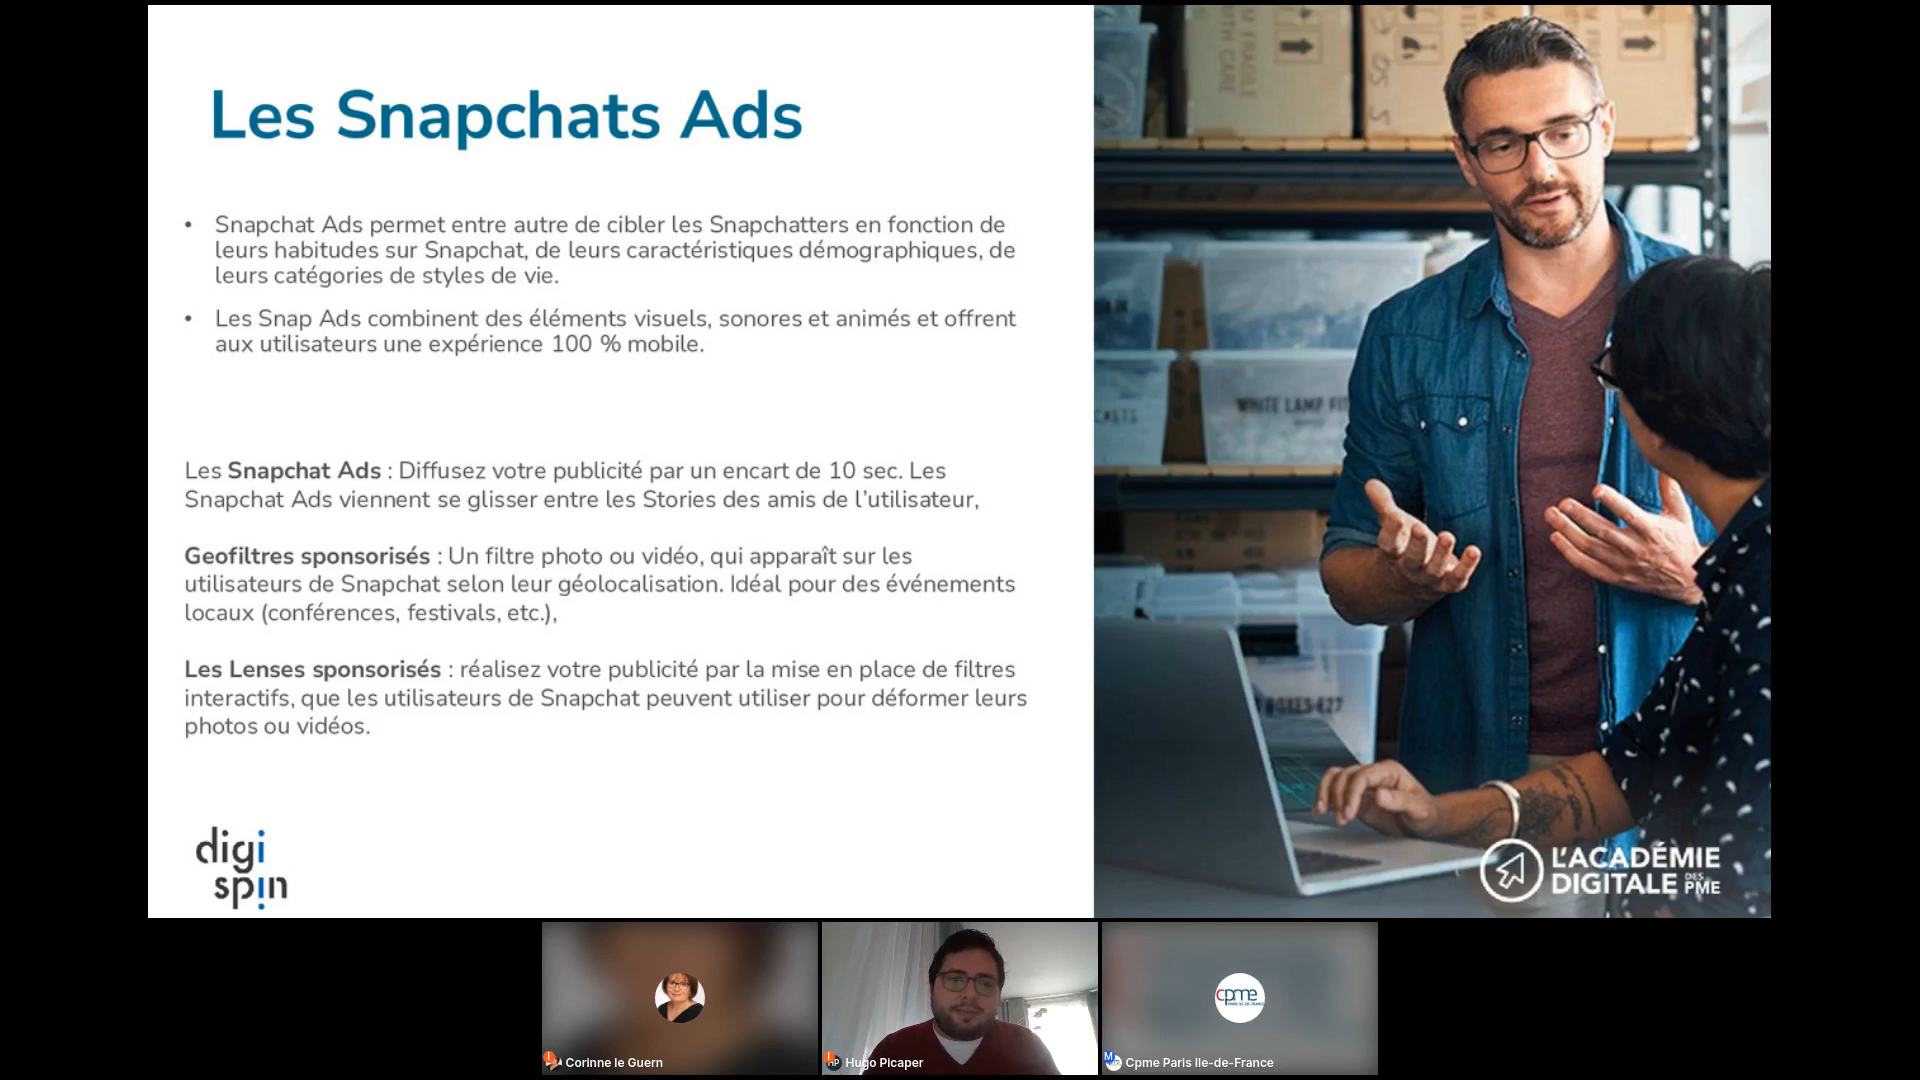 Les Snapchats Ads
• Snapchat Ads permet entre autre de cibler les Snapchatters en fonction de
leurs habitudes sur Snapchat, de leurs caractéristiques démographiques, de
leurs catégories de styles de vie.
• Les Snap Ads combinent des éléments visuels, sonores et animés et offrent
aux utilisateurs une expérience 100 % mobile.
Les Snapchat Ads : Diffusez votre publicité par un encart de 10 sec. Les
Snapchat Ads viennent se glisser entre les Stories des amis de l’utilisateur,
Geofiltres sponsorisés : Un filtre photo ou vidéo, qui apparaît sur les
utilisateurs de Snapchat selon leur géolocalisation. Idéal pour des événements
locaux (conférences, festivals, etc.),
Les Lenses sponsorisés : réalisez votre publicité par la mise en place de filtres
interactifs, que les utilisateurs de Snapchat peuvent utiliser pour déformer leurs
photos ou vidéos.
digi
spin
WHITE LAMP
L’ACADÉMIE
DIGITALE DES PME
cpme
Corinne le Guern
HP Hugo Picaper
M Cpme Paris Ile-de-France